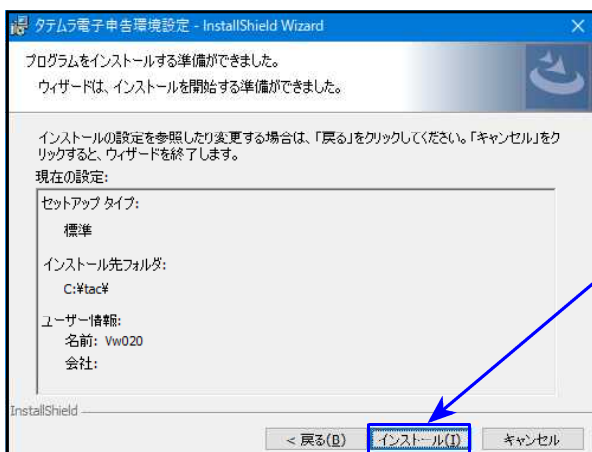 タテムラ電子申告環境設定 - InstallShield Wizard
プログラムをインストールする準備ができました。
ウィザードは、インストールを開始する準備ができました。
インストールの設定を参照したり変更する場合は、「戻る」をクリックしてください。「キャンセル」をク
リックすると、ウィザードを終了します。
現在の設定:
セットアップ タイプ:
標準
インストール先フォルダ:
C:¥tac¥
ユーザー情報:
名前: Vw020
会社:
InstallShield
< 戻る(B) インストール(I) キャンセル